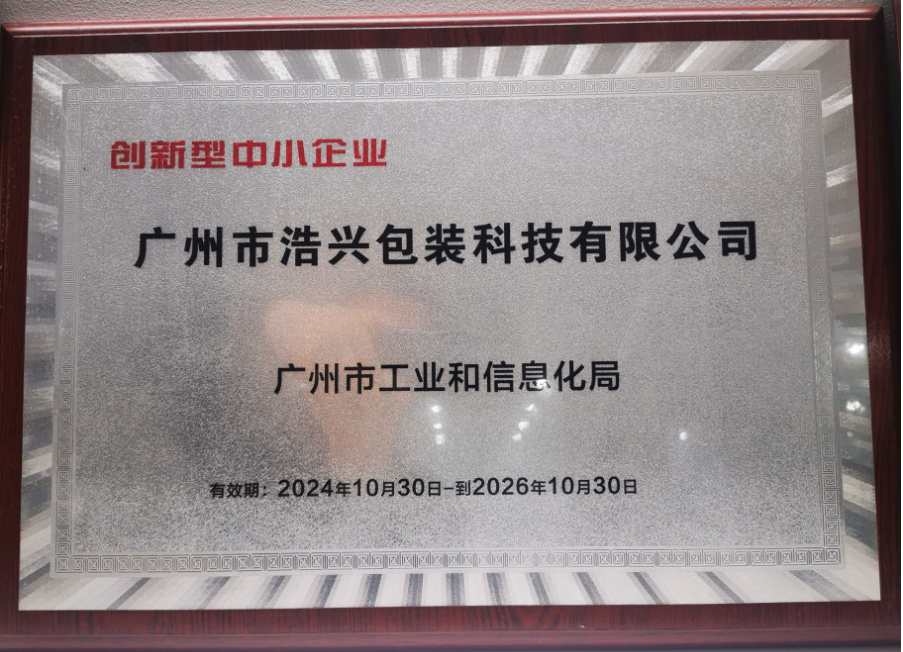 创新型中小企业
广州市浩兴包装科技有限公司
广州市工业和信息化局
有效期：2024年10月30日-到2026年10月30日